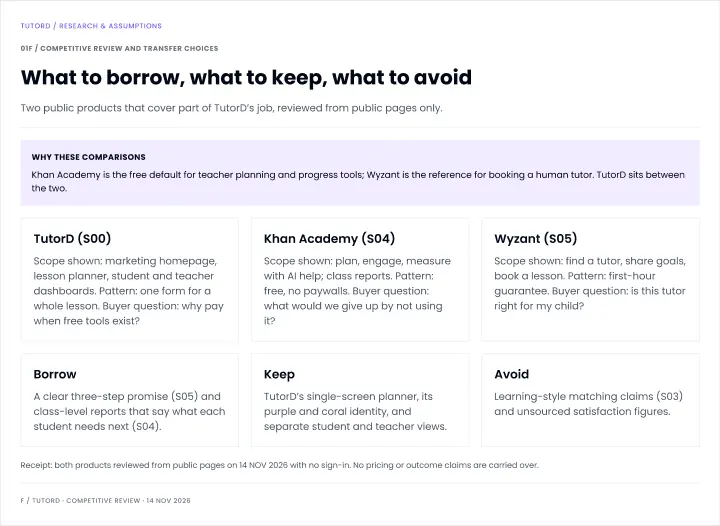 TUTORD / RESEARCH & ASSUMPTIONS
01F / COMPETITIVE REVIEW AND TRANSFER CHOICES
What to borrow, what to keep, what to avoid
Two public products that cover part of TutorD's job, reviewed from public pages only.
WHY THESE COMPARISONS
Khan Academy is the free default for teacher planning and progress tools; Wyzant is the reference for booking a human tutor. TutorD sits between
the two.
TutorD (S00)
Scope shown: marketing homepage,
lesson planner, student and teacher
dashboards. Pattern: one form for a
whole lesson. Buyer question: why pay
when free tools exist?
Khan Academy (S04)
Scope shown: plan, engage, measure
with AI help; class reports. Pattern:
free, no paywalls. Buyer question:
what would we give up by not using
it?
Wyzant (S05)
Scope shown: find a tutor, share goals,
book a lesson. Pattern: first-hour
guarantee. Buyer question: is this tutor
right for my child?
Borrow
A clear three-step promise (S05) and
class-level reports that say what each
student needs next (S04).
Keep
TutorD's single-screen planner, its
purple and coral identity, and
separate student and teacher views.
Avoid
Learning-style matching claims (S03)
and unsourced satisfaction figures.
Receipt: both products reviewed from public pages on 14 NOV 2026 with no sign-in. No pricing or outcome claims are carried over.
F / TUTORD · COMPETITIVE REVIEW · 14 NOV 2026